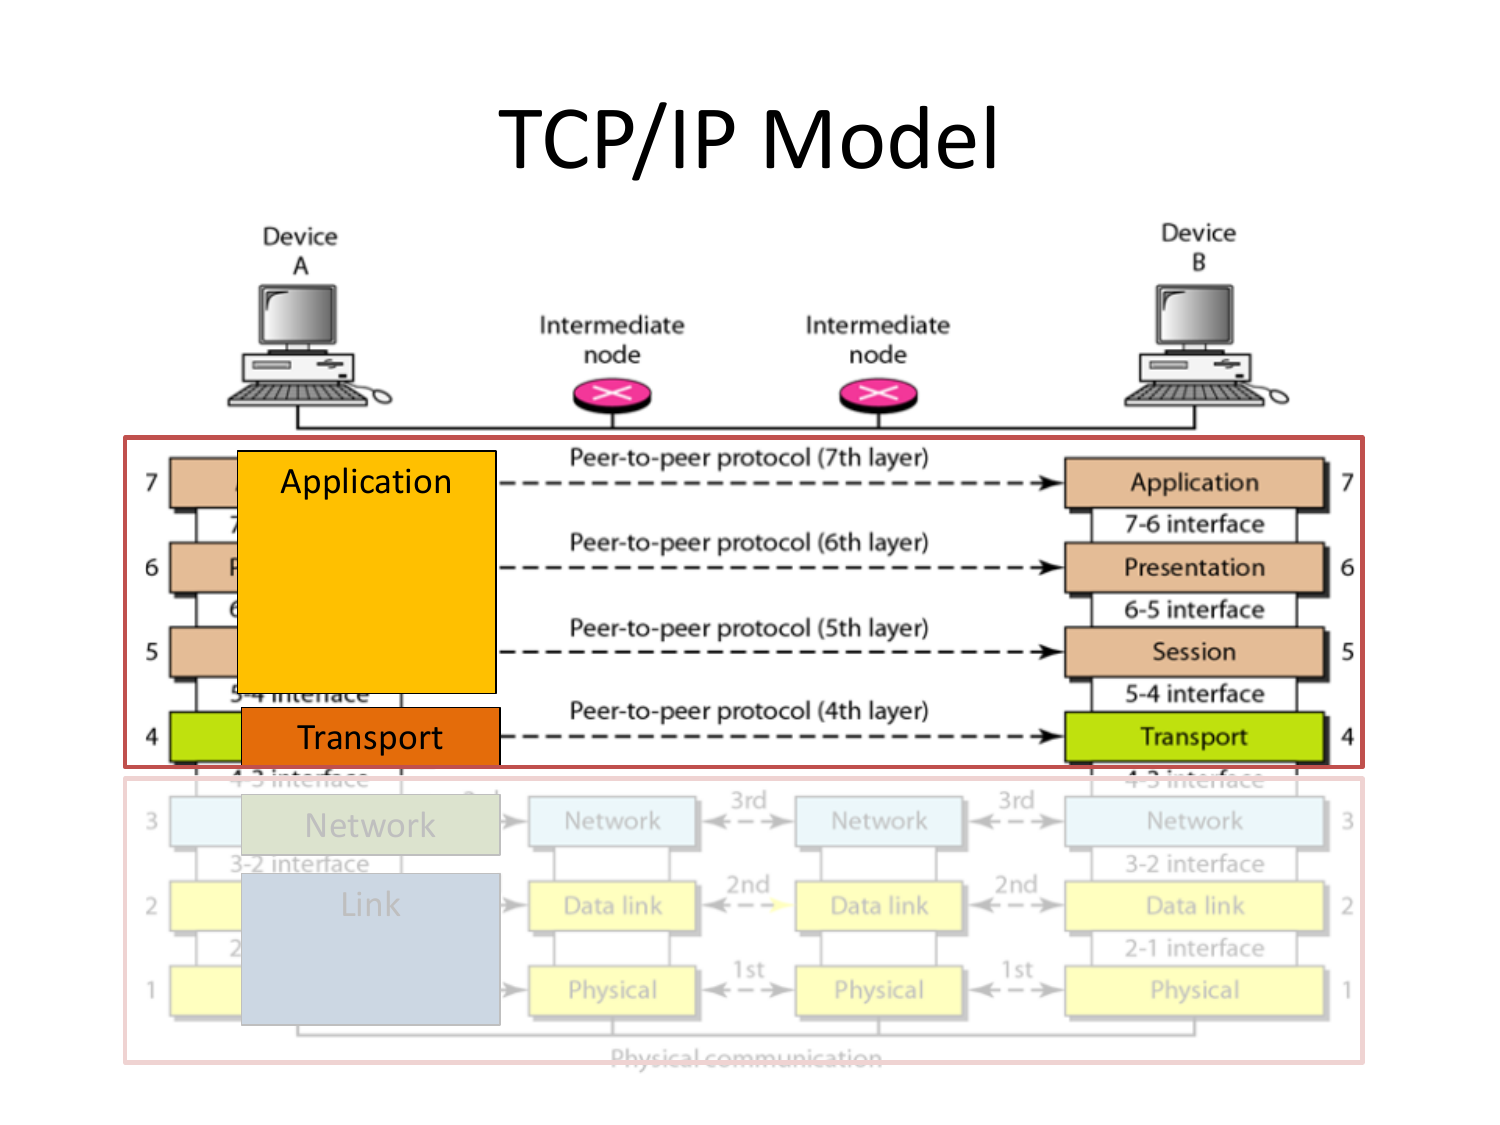 TCP/IP Model
Device
A
Device
B
Intermediate
node
Intermediate
node
7
Application
Peer-to-peer protocol (7th layer)
Application
7
7-6 interface
6
Peer-to-peer protocol (6th layer)
Presentation
6
6-5 interface
5
Peer-to-peer protocol (5th layer)
Session
5
5-4 interface
5-4 interface
4
Transport
Peer-to-peer protocol (4th layer)
Transport
4
4-3 interface
4-3 interface
3
Network
Network
3rd
Network
3rd
Network
3
3-2 interface
3-2 interface
2
Link
Data link
2nd
Data link
2nd
Data link
2
2-1 interface
1
Physical
1st
Physical
1st
Physical
1
Physical communication